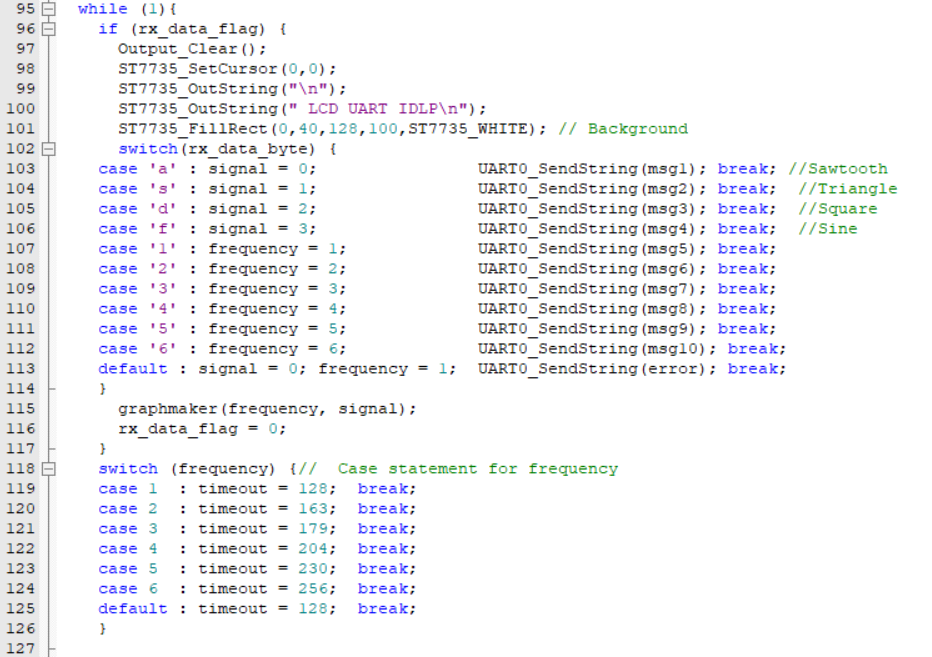 95 while (1){
96 if (rx_data_flag) {
97 Output_Clear();
98 ST7735_SetCursor(0,0);
99 ST7735_OutString("\n");
100 ST7735_OutString(" LCD UART IDLP\n");
101 ST7735_FillRect(0,40,128,100,ST7735_WHITE); // Background
102 switch(rx_data_byte) {
103 case 'a' : signal = 0; UART0_SendString(msg1); break; //Sawtooth
104 case 's' : signal = 1; UART0_SendString(msg2); break; //Triangle
105 case 'd' : signal = 2; UART0_SendString(msg3); break; //Square
106 case 'f' : signal = 3; UART0_SendString(msg4); break; //Sine
107 case '1' : frequency = 1; UART0_SendString(msg5); break;
108 case '2' : frequency = 2; UART0_SendString(msg6); break;
109 case '3' : frequency = 3; UART0_SendString(msg7); break;
110 case '4' : frequency = 4; UART0_SendString(msg8); break;
111 case '5' : frequency = 5; UART0_SendString(msg9); break;
112 case '6' : frequency = 6; UART0_SendString(msg10); break;
113 default : signal = 0; frequency = 1; UART0_SendString(error); break;
114 }
115 graphmaker(frequency, signal);
116 rx_data_flag = 0;
117 }
118 switch (frequency) {// Case statement for frequency
119 case 1 : timeout = 128; break;
120 case 2 : timeout = 163; break;
121 case 3 : timeout = 179; break;
122 case 4 : timeout = 204; break;
123 case 5 : timeout = 230; break;
124 case 6 : timeout = 256; break;
125 default : timeout = 128; break;
126 }
127